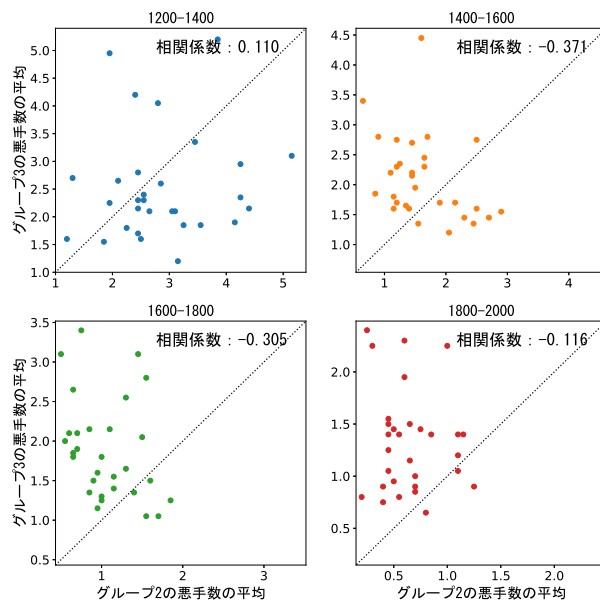 1200-1400
相関係数：0.110
グループ3の悪手数の平均
5.0
4.5
4.0
3.5
3.0
2.5
2.0
1.5
1.0
1 2 3 4 5
1400-1600
相関係数：-0.371
4.5
4.0
3.5
3.0
2.5
2.0
1.5
1.0
1 2 3 4
1600-1800
相関係数：-0.305
グループ3の悪手数の平均
3.5
3.0
2.5
2.0
1.5
1.0
0.5
1 2 3
グループ2の悪手数の平均
1800-2000
相関係数：-0.116
2.0
1.5
1.0
0.5
0.5 1.0 1.5 2.0
グループ2の悪手数の平均